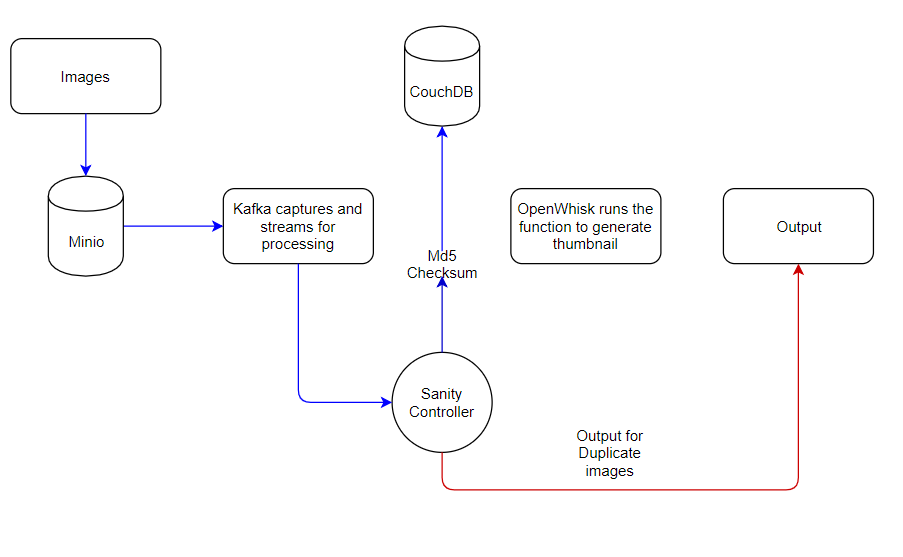 Images
CouchDB
Minio
Kafka captures and
streams for
processing
OpenWhisk runs the
function to generate
thumbnail
Output
Md5
Checksum
Sanity
Controller
Output for
Duplicate
images